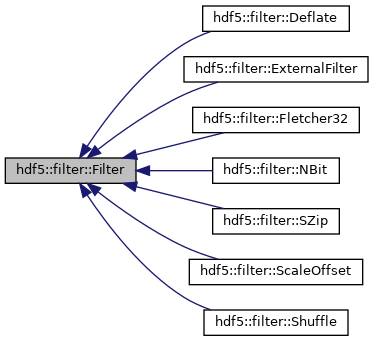 hdf5::filter::Deflate
hdf5::filter::ExternalFilter
hdf5::filter::Fletcher32
hdf5::filter::Filter
hdf5::filter::NBit
hdf5::filter::SZip
hdf5::filter::ScaleOffset
hdf5::filter::Shuffle